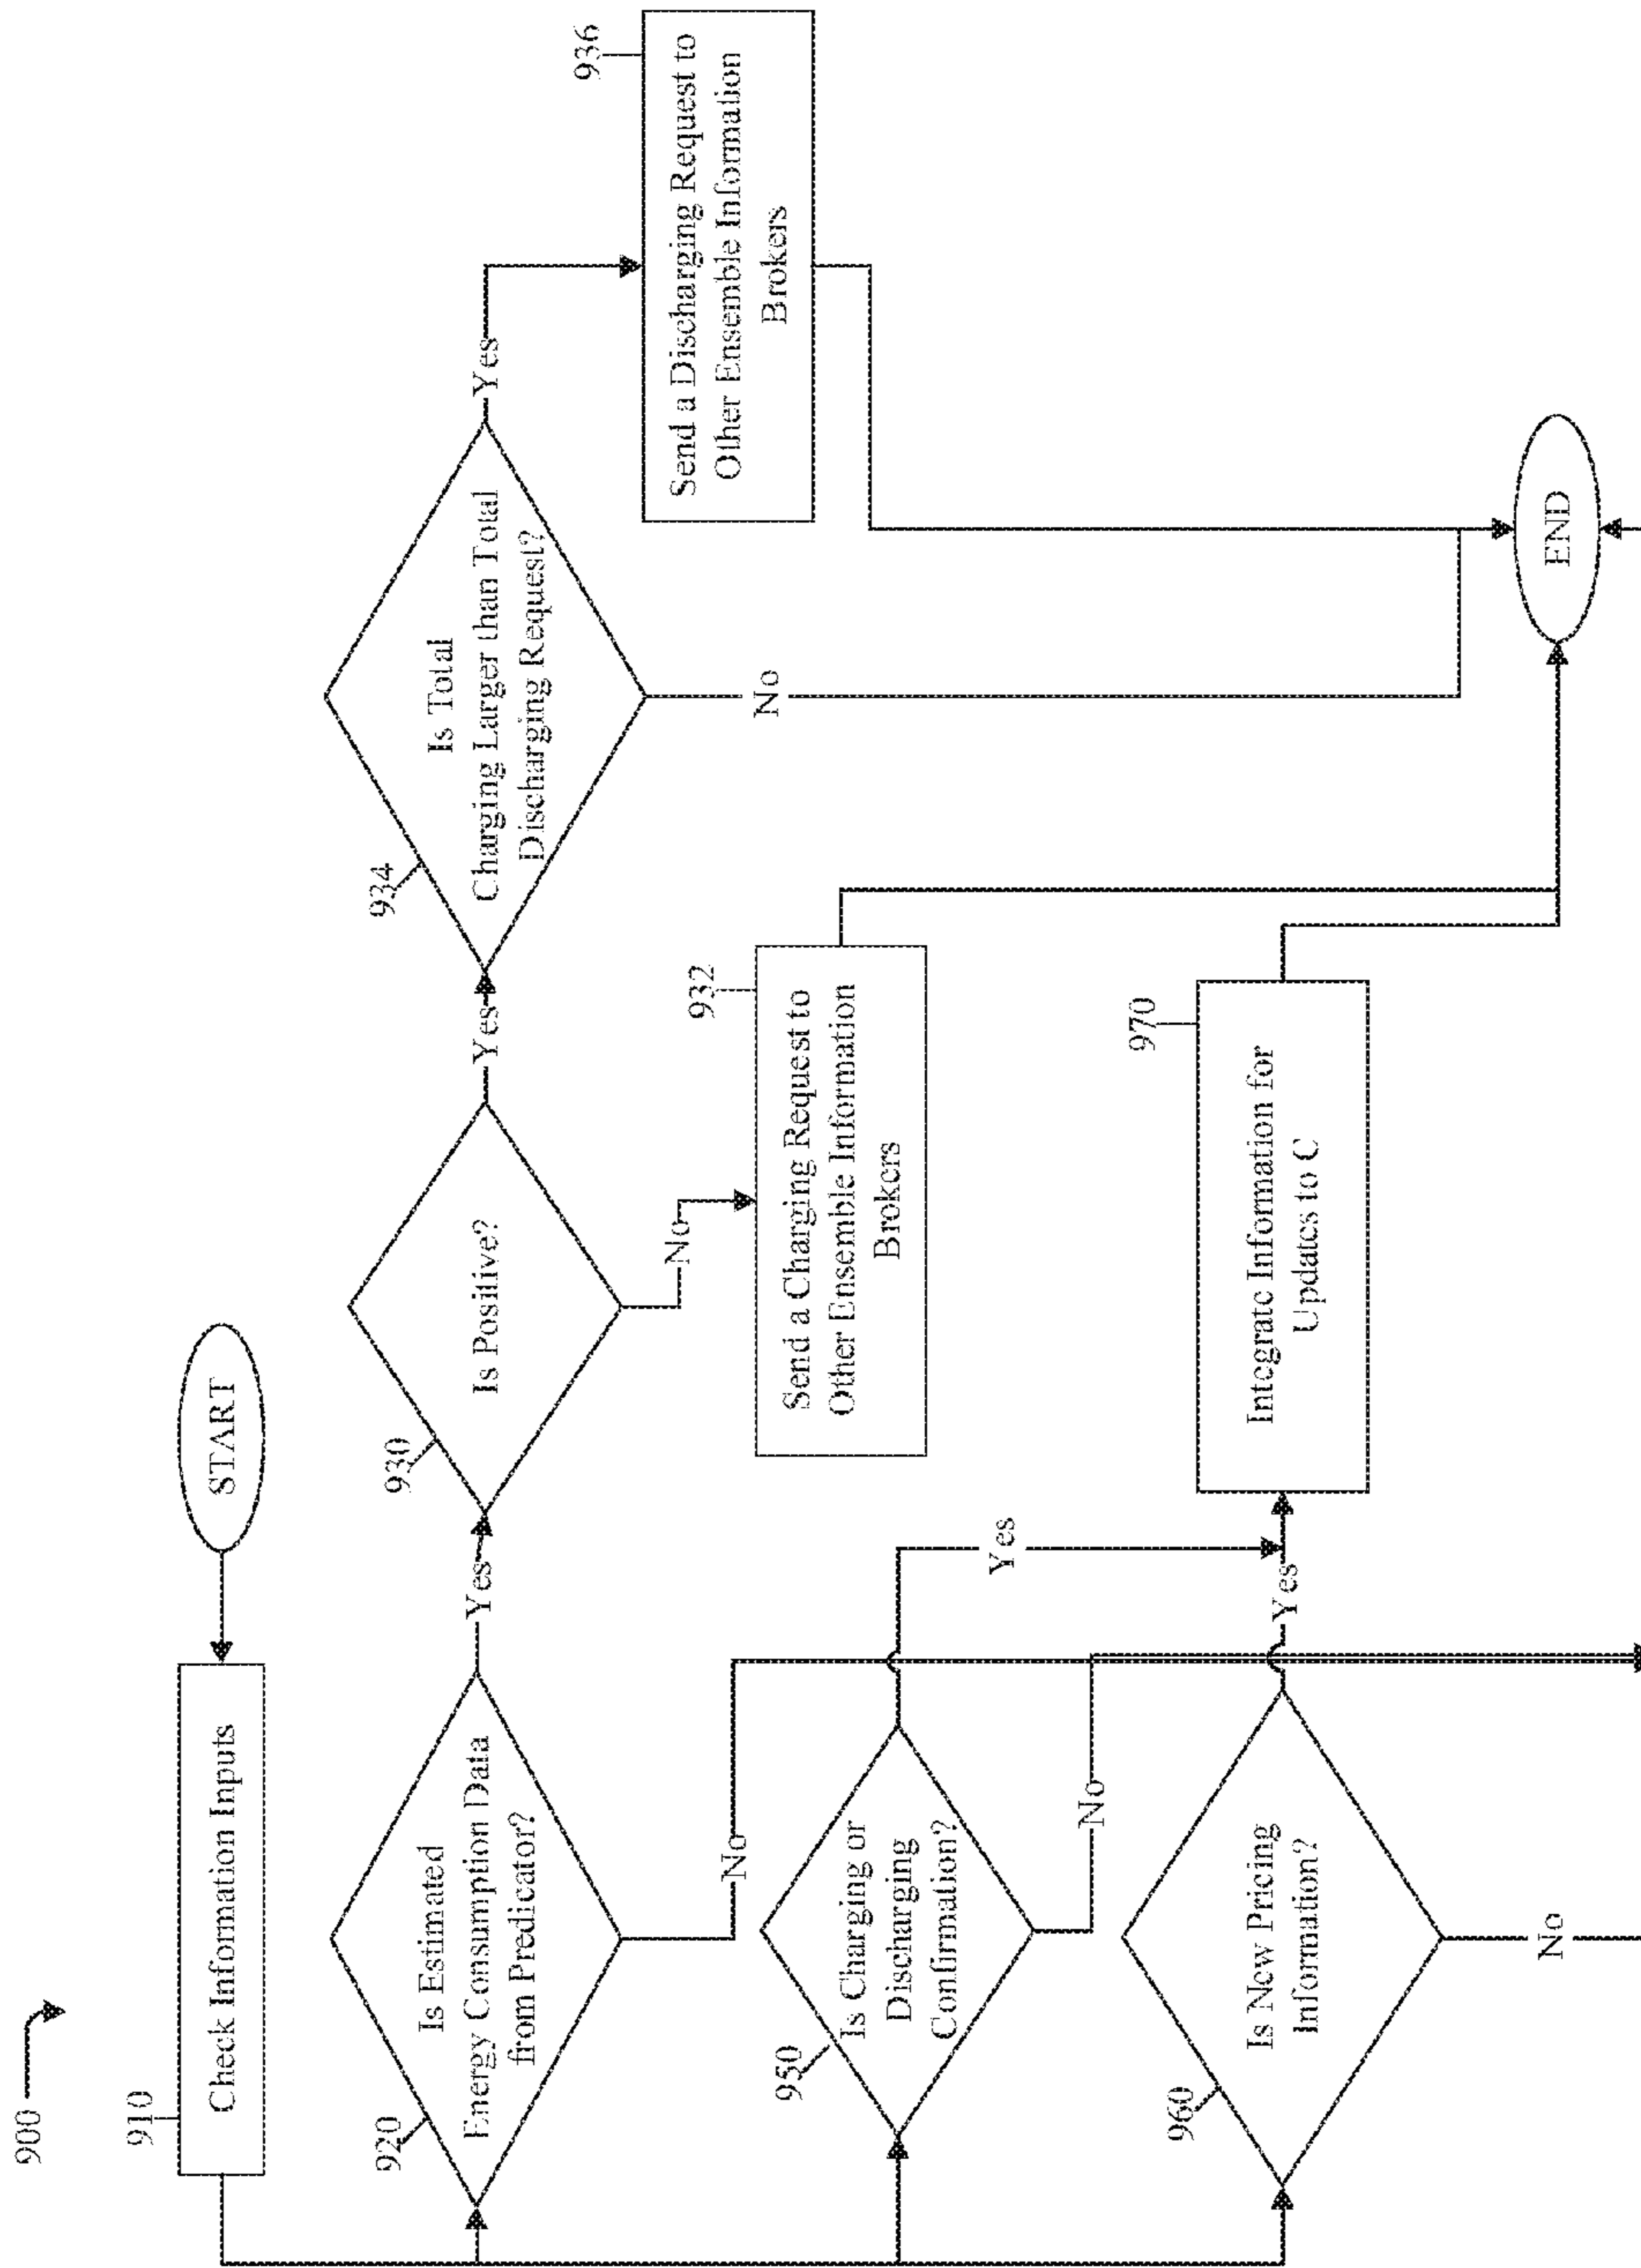 900
START
910
Check Information Inputs
920
Is Estimated
Energy Consumption Data
from Predicator?
Yes
No
930
Is Positive?
Yes
No
934
Is Total
Charging Larger than Total
Discharging Request?
Yes
No
936
Send a Discharging Request to
Other Ensemble Information
Brokers
932
Send a Charging Request to
Other Ensemble Information
Brokers
950
Is Charging or
Discharging
Confirmation?
Yes
No
960
Is New Pricing
Information?
Yes
No
970
Integrate Information for
Updates to C
END